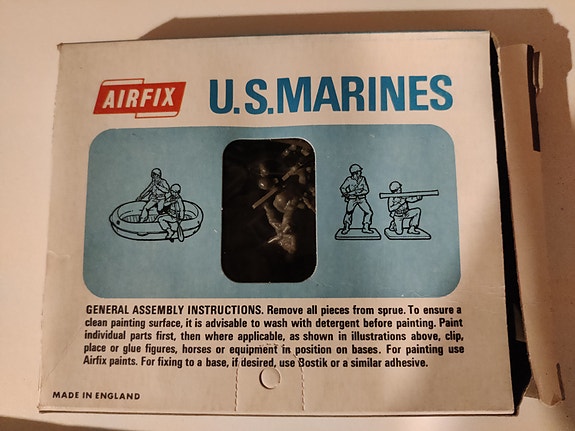 AIRFIX
U.S.MARINES
GENERAL ASSEMBLY INSTRUCTIONS. Remove all pieces from sprue. To ensure a
clean painting surface, it is advisable to wash with detergent before painting. Paint
individual parts first, then where applicable, as shown in illustrations above, clip,
place or glue figures, horses or equipment in position on bases. For painting use
Airfix paints. For fixing to a base, if desired, use Bostik or a similar adhesive.
MADE IN ENGLAND